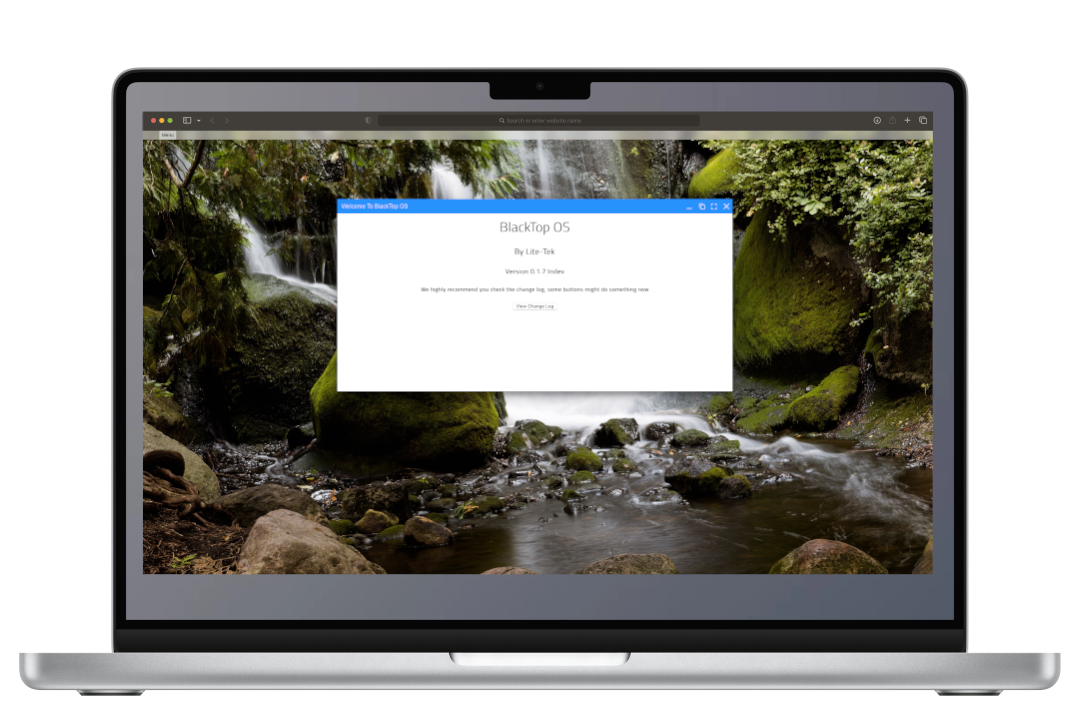 Search or enter website name
Menu
Welcome To BlackTop OS
BlackTop OS
By Lite-Tek
Version 0.1.7 Indev
We highly recommend you check the change log, some buttons might do something now
View Change Log